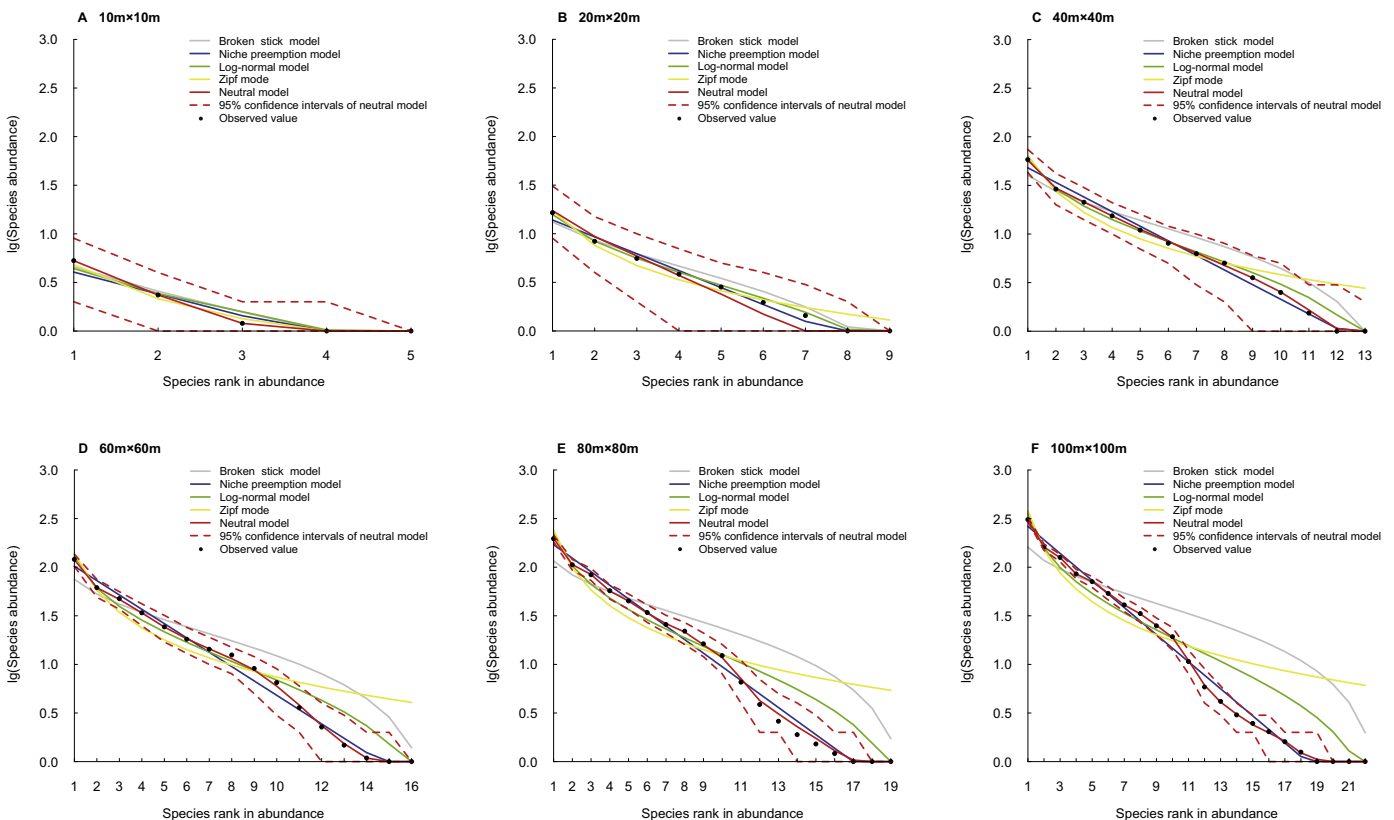 A 10m×10m
3.0
2.5
2.0
1.5
1.0
0.5
0.0
lg(Species abundance)
Broken stick model
Niche preemption model
Log-normal model
Zipf mode
Neutral model
95% confidence intervals of neutral model
Observed value
1 2 3 4 5
Species rank in abundance
B 20m×20m
3.0
2.5
2.0
1.5
1.0
0.5
0.0
lg(Species abundance)
Broken stick model
Niche preemption model
Log-normal model
Zipf mode
Neutral model
95% confidence intervals of neutral model
Observed value
1 2 3 4 5 6 7 8 9
Species rank in abundance
C 40m×40m
3.0
2.5
2.0
1.5
1.0
0.5
0.0
lg(Species abundance)
Broken stick model
Niche preemption model
Log-normal model
Zipf mode
Neutral model
95% confidence intervals of neutral model
Observed value
1 2 3 4 5 6 7 8 9 10 11 12 13
Species rank in abundance
D 60m×60m
3.0
2.5
2.0
1.5
1.0
0.5
0.0
lg(Species abundance)
Broken stick model
Niche preemption model
Log-normal model
Zipf mode
Neutral model
95% confidence intervals of neutral model
Observed value
1 2 3 4 5 6 7 8 9 10 12 14 16
Species rank in abundance
E 80m×80m
3.0
2.5
2.0
1.5
1.0
0.5
0.0
lg(Species abundance)
Broken stick model
Niche preemption model
Log-normal model
Zipf mode
Neutral model
95% confidence intervals of neutral model
Observed value
1 2 3 4 5 6 7 8 9 11 13 15 17 19
Species rank in abundance
F 100m×100m
3.0
2.5
2.0
1.5
1.0
0.5
0.0
lg(Species abundance)
Broken stick model
Niche preemption model
Log-normal model
Zipf mode
Neutral model
95% confidence intervals of neutral model
Observed value
1 3 5 7 9 11 13 15 17 19 21
Species rank in abundance